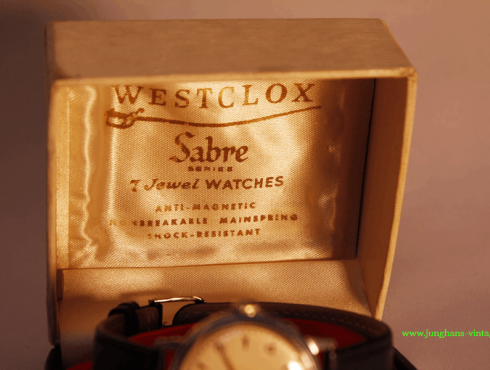 WESTCLOX
Sabre
SERIES
7 Jewel WATCHES
ANTI-MAGNETIC
UNBREAKABLE MAINSPRING
SHOCK-RESISTANT
www.junghans-vinta